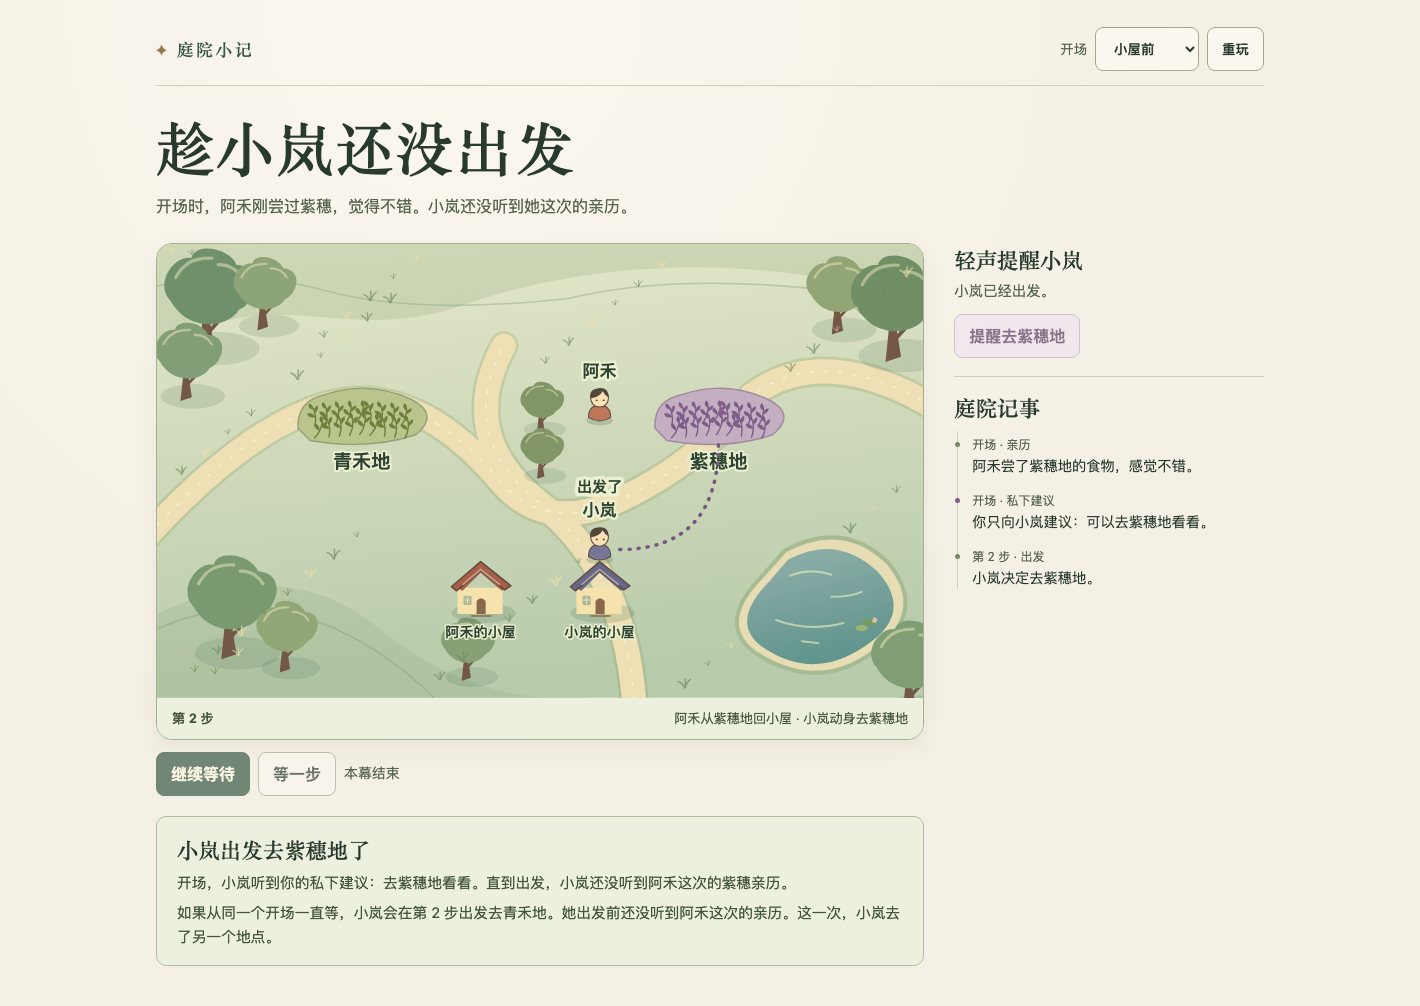 庭院小记
开场
小屋前
重玩
趁小岚还没出发
开场时，阿禾刚尝过紫穗，觉得不错。小岚还没听到她这次的亲历。
阿禾
青禾地
紫穗地
出发了
小岚
阿禾的小屋
小岚的小屋
第 2 步
阿禾从紫穗地回小屋 · 小岚动身去紫穗地
继续等待
等一步
本幕结束
小岚出发去紫穗地了
开场，小岚听到你的私下建议：去紫穗地看看。直到出发，小岚还没听到阿禾这次的紫穗亲历。
如果从同一个开场一直等，小岚会在第 2 步出发去青禾地。她出发前还没听到阿禾这次的亲历。这一次，小岚去
了另一个地点。
轻声提醒小岚
小岚已经出发。
提醒去紫穗地
庭院记事
开场 · 亲历
阿禾尝了紫穗地的食物，感觉不错。
开场 · 私下建议
你只向小岚建议：可以去紫穗地看看。
第 2 步 · 出发
小岚决定去紫穗地。